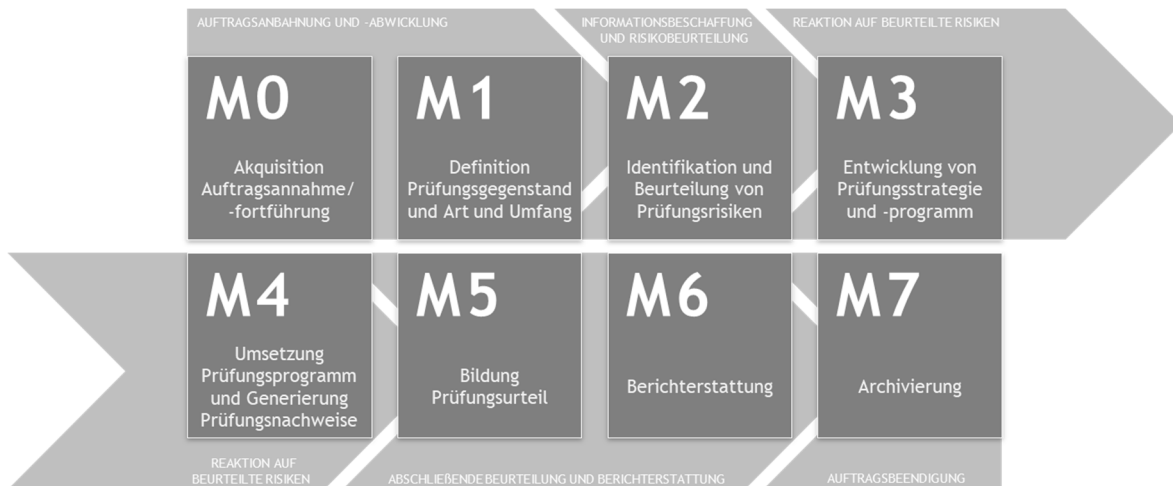 AUFTRAGSANBAHNUNG UND -ABWICKLUNG
INFORMATIONSBESCHAFFUNG
UND RISIKOBEURTEILUNG
REAKTION AUF BEURTEILTE RISIKEN
M0
Akquisition
Auftragsannahme/
-fortführung
M1
Definition
Prüfungsgegenstand
und Art und Umfang
M2
Identifikation und
Beurteilung von
Prüfungsrisiken
M3
Entwicklung von
Prüfungsstrategie
und -programm
M4
Umsetzung
Prüfungsprogramm
und Generierung
Prüfungsnachweise
M5
Bildung
Prüfungsurteil
M6
Berichterstattung
M7
Archivierung
REAKTION AUF
BEURTEILTE RISIKEN
ABSCHLIEßENDE BEURTEILUNG UND BERICHTERSTATTUNG
AUFTRAGSBEENDIGUNG